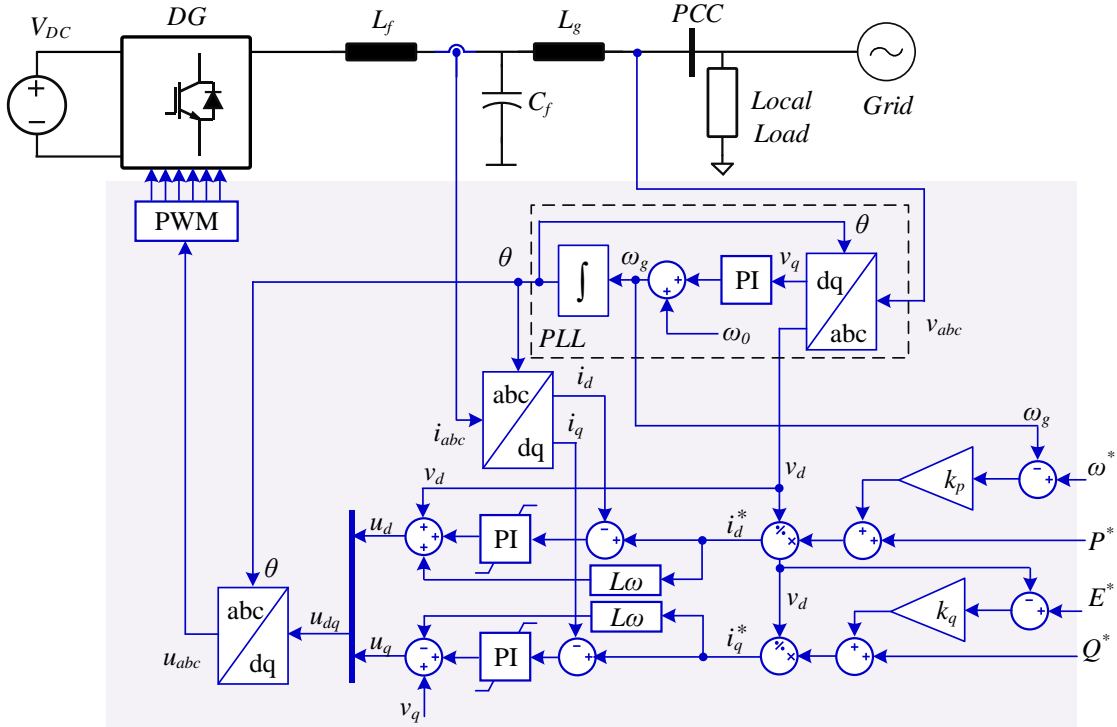 DG
L_f
L_g
PCC
V_DC
+
−
C_f
Local
Load
Grid
PWM
θ
θ
ω_g
∫
+
+
PI
v_q
dq
abc
ω_0
PLL
v_abc
abc
dq
i_d
i_q
i_abc
ω_g
ω*
−
+
k_p
v_d
v_d
u_d
+
+
+
PI
−
+
i_d*
%
×
+
+
P*
Lω
θ
v_d
k_q
−
+
E*
abc
dq
u_dq
u_abc
Lω
u_q
−
+
−
PI
−
+
i_q*
%
×
+
+
Q*
v_q